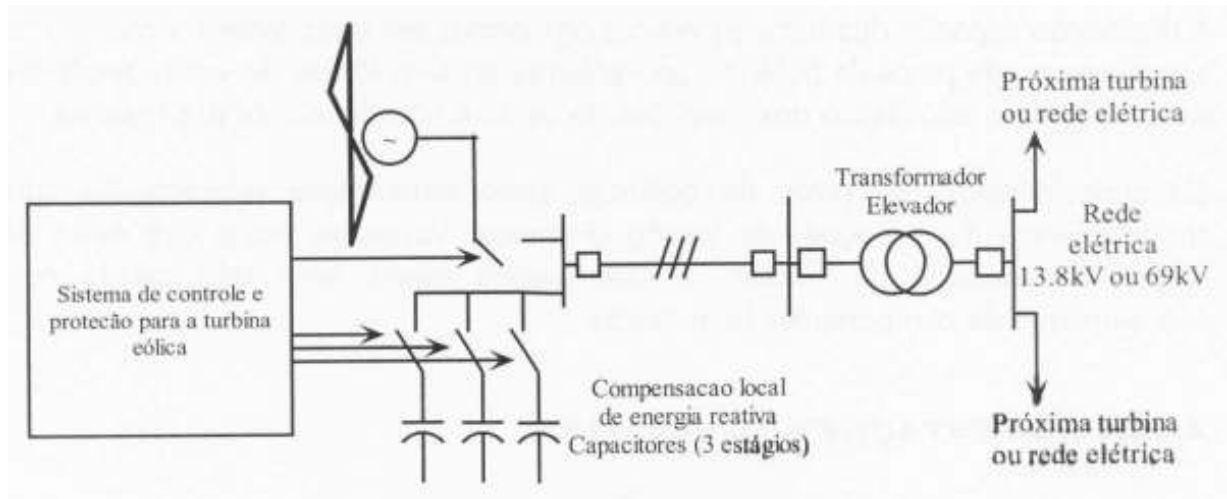 Próxima turbina
ou rede elétrica
Transformador
Elevador
Rede
elétrica
13.8kV ou 69kV
~
Sistema de controle e
protecão para a turbina
eólica
Compensacao local
de energia reativa
Capacitores (3 estágios)
Próxima turbina
ou rede elétrica